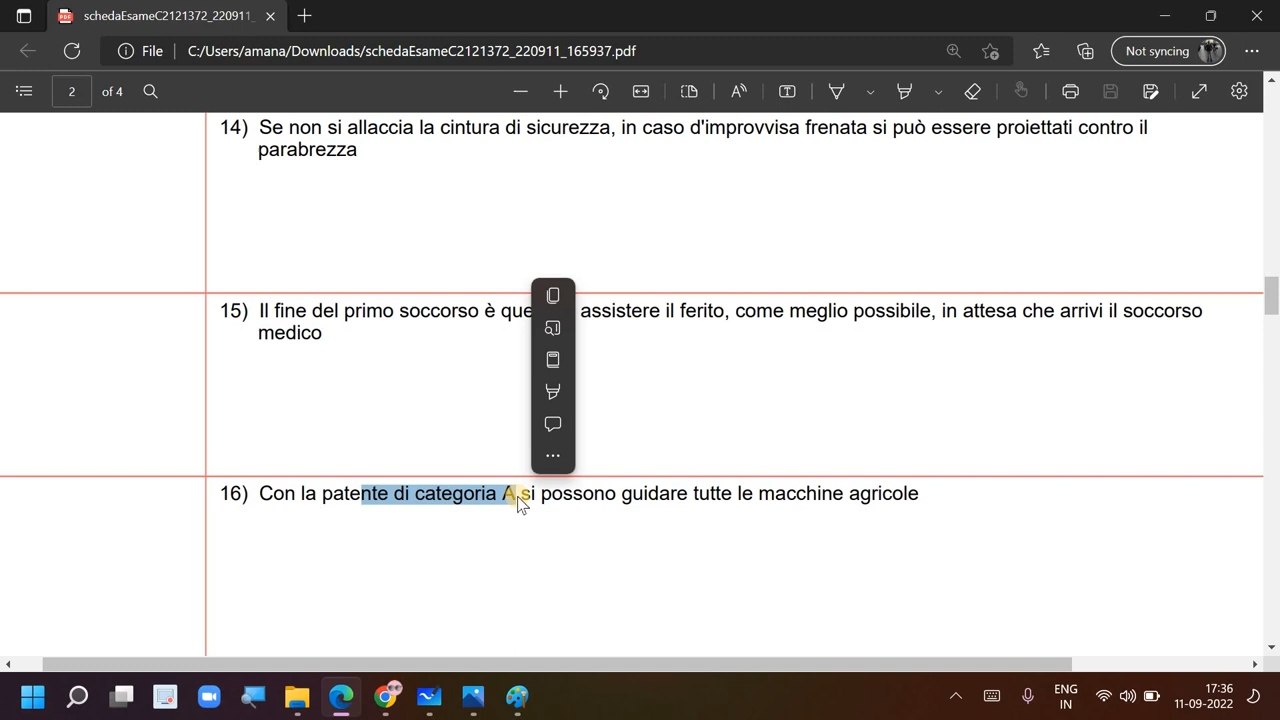 schedaEsameC2121372_220911_
File
C:/Users/amana/Downloads/schedaEsameC2121372_220911_165937.pdf
Not syncing
2 of 4
14) Se non si allaccia la cintura di sicurezza, in caso d'improvvisa frenata si può essere proiettati contro il
parabrezza
15) Il fine del primo soccorso è que assistere il ferito, come meglio possibile, in attesa che arrivi il soccorso
medico
16) Con la patente di categoria A si possono guidare tutte le macchine agricole
ENG
IN
17:36
11-09-2022